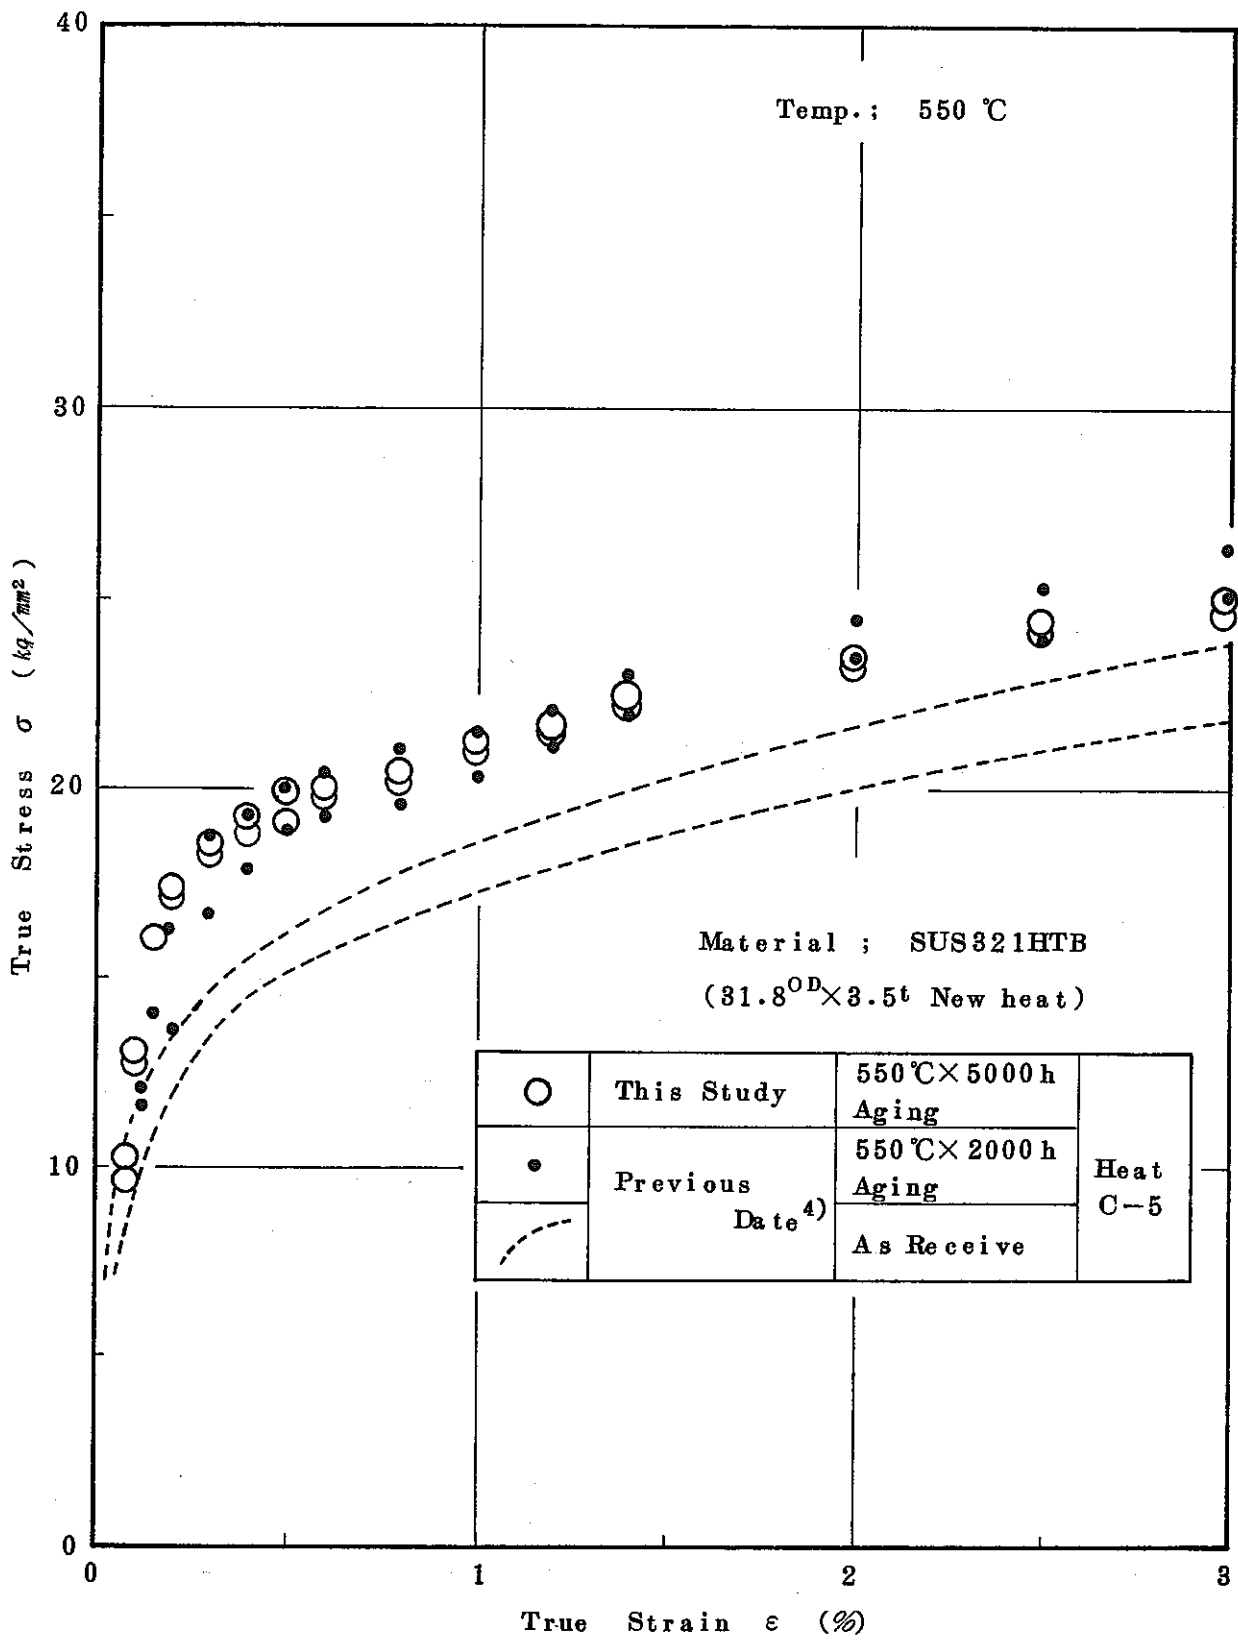 40
Temp.; 550 ℃
30
20
10
0
True Stress σ (kg/mm²)
Material ; SUS321HTB
(31.8ᴼᴰ×3.5ᵗ New heat)
This Study
550℃×5000h
Aging
Previous
Date⁴⁾
550℃×2000h
Aging
As Receive
Heat
C-5
0 1 2 3
True Strain ε (%)